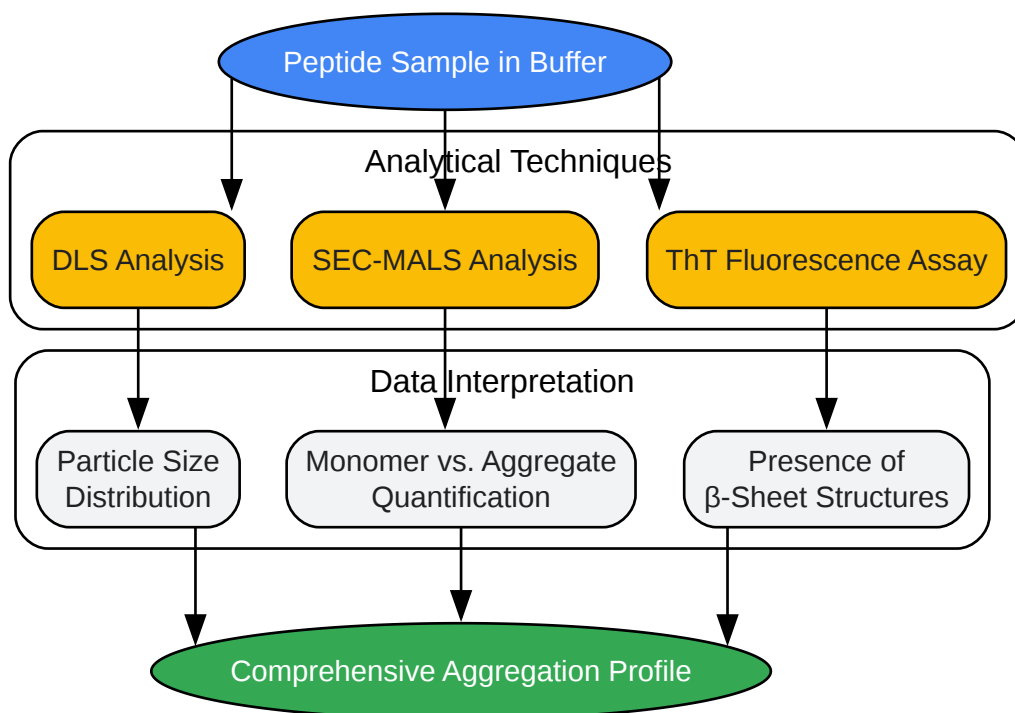 Peptide Sample in Buffer
Analytical Techniques
DLS Analysis
SEC-MALS Analysis
ThT Fluorescence Assay
Data Interpretation
Particle Size
Distribution
Monomer vs. Aggregate
Quantification
Presence of
β-Sheet Structures
Comprehensive Aggregation Profile